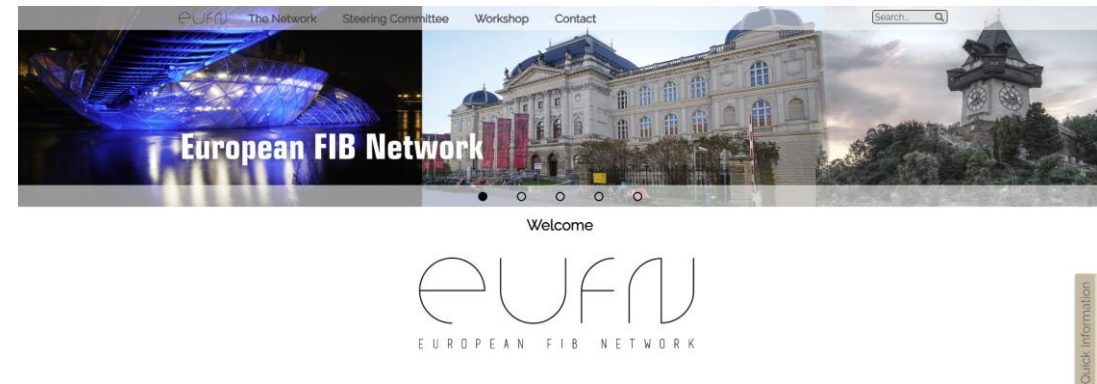 eufn The Network Steering Committee Workshop Contact Search..
European FIB Network
Welcome
eufn
EUROPEAN FIB NETWORK
Quick Information